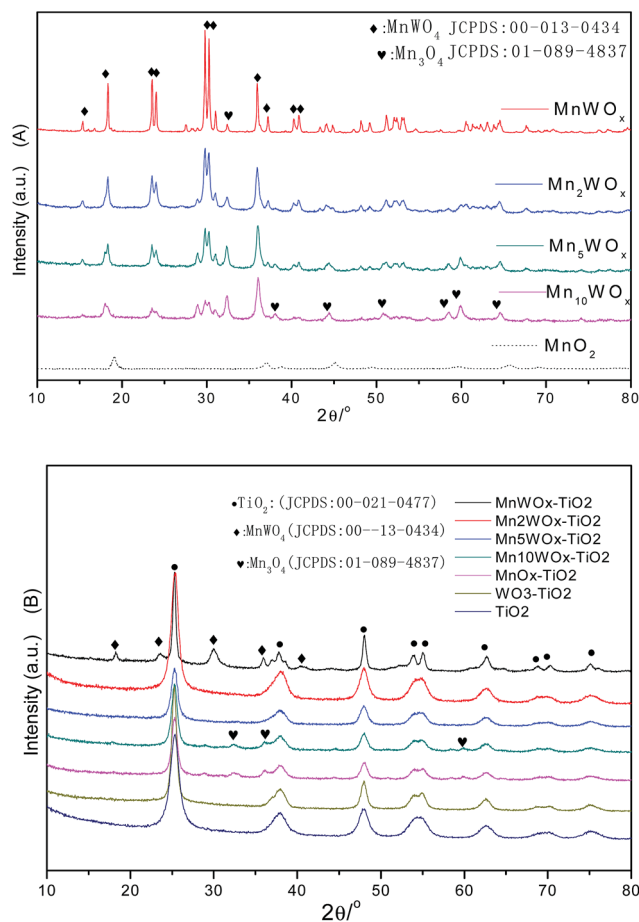 ♦:MnWO₄ JCPDS:00-013-0434
♥:Mn₃O₄ JCPDS:01-089-4837
MnWOₓ
Mn₂WOₓ
Mn₅WOₓ
Mn₁₀WOₓ
MnO₂
Intensity (a.u.) (A)
10 20 30 40 50 60 70 80
2θ/°
●TiO₂:(JCPDS:00-021-0477)
♦:MnWO₄(JCPDS:00--13-0434)
♥:Mn₃O₄(JCPDS:01-089-4837)
MnWOx-TiO2
Mn2WOx-TiO2
Mn5WOx-TiO2
Mn10WOx-TiO2
MnOx-TiO2
WO3-TiO2
TiO2
Intensity (a.u.) (B)
10 20 30 40 50 60 70 80
2θ/°